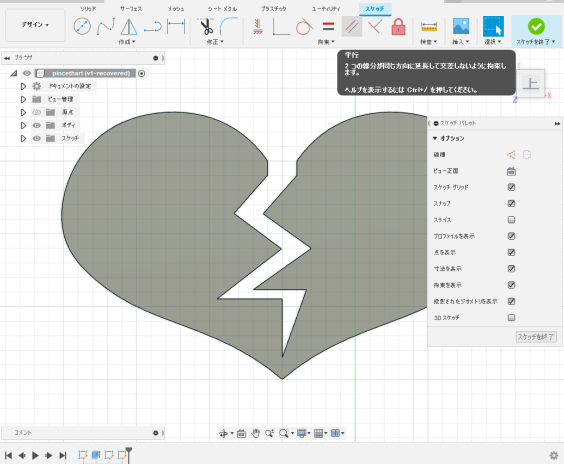 ソリッド サーフェス メッシュ シート メタル プラスチック ユーティリティ スケッチ
デザイン
作成 修正 拘束 検査 挿入 選択 スケッチを終了
平行
2 つの線分が同じ方向に延長して交差しないように拘束します。
ヘルプを表示するには Ctrl+/ を押してください。
ブラウザ
pincethart (v1-recovered)
ドキュメントの設定
ビュー管理
原点
ボディ
スケッチ
上
Z
X
スケッチ パレット
オプション
線種
ビュー正面
スケッチ グリッド
スナップ
スライス
プロファイルを表示
点を表示
寸法を表示
拘束を表示
投影されたジオメトリを表示
3D スケッチ
スケッチを終了
コメント